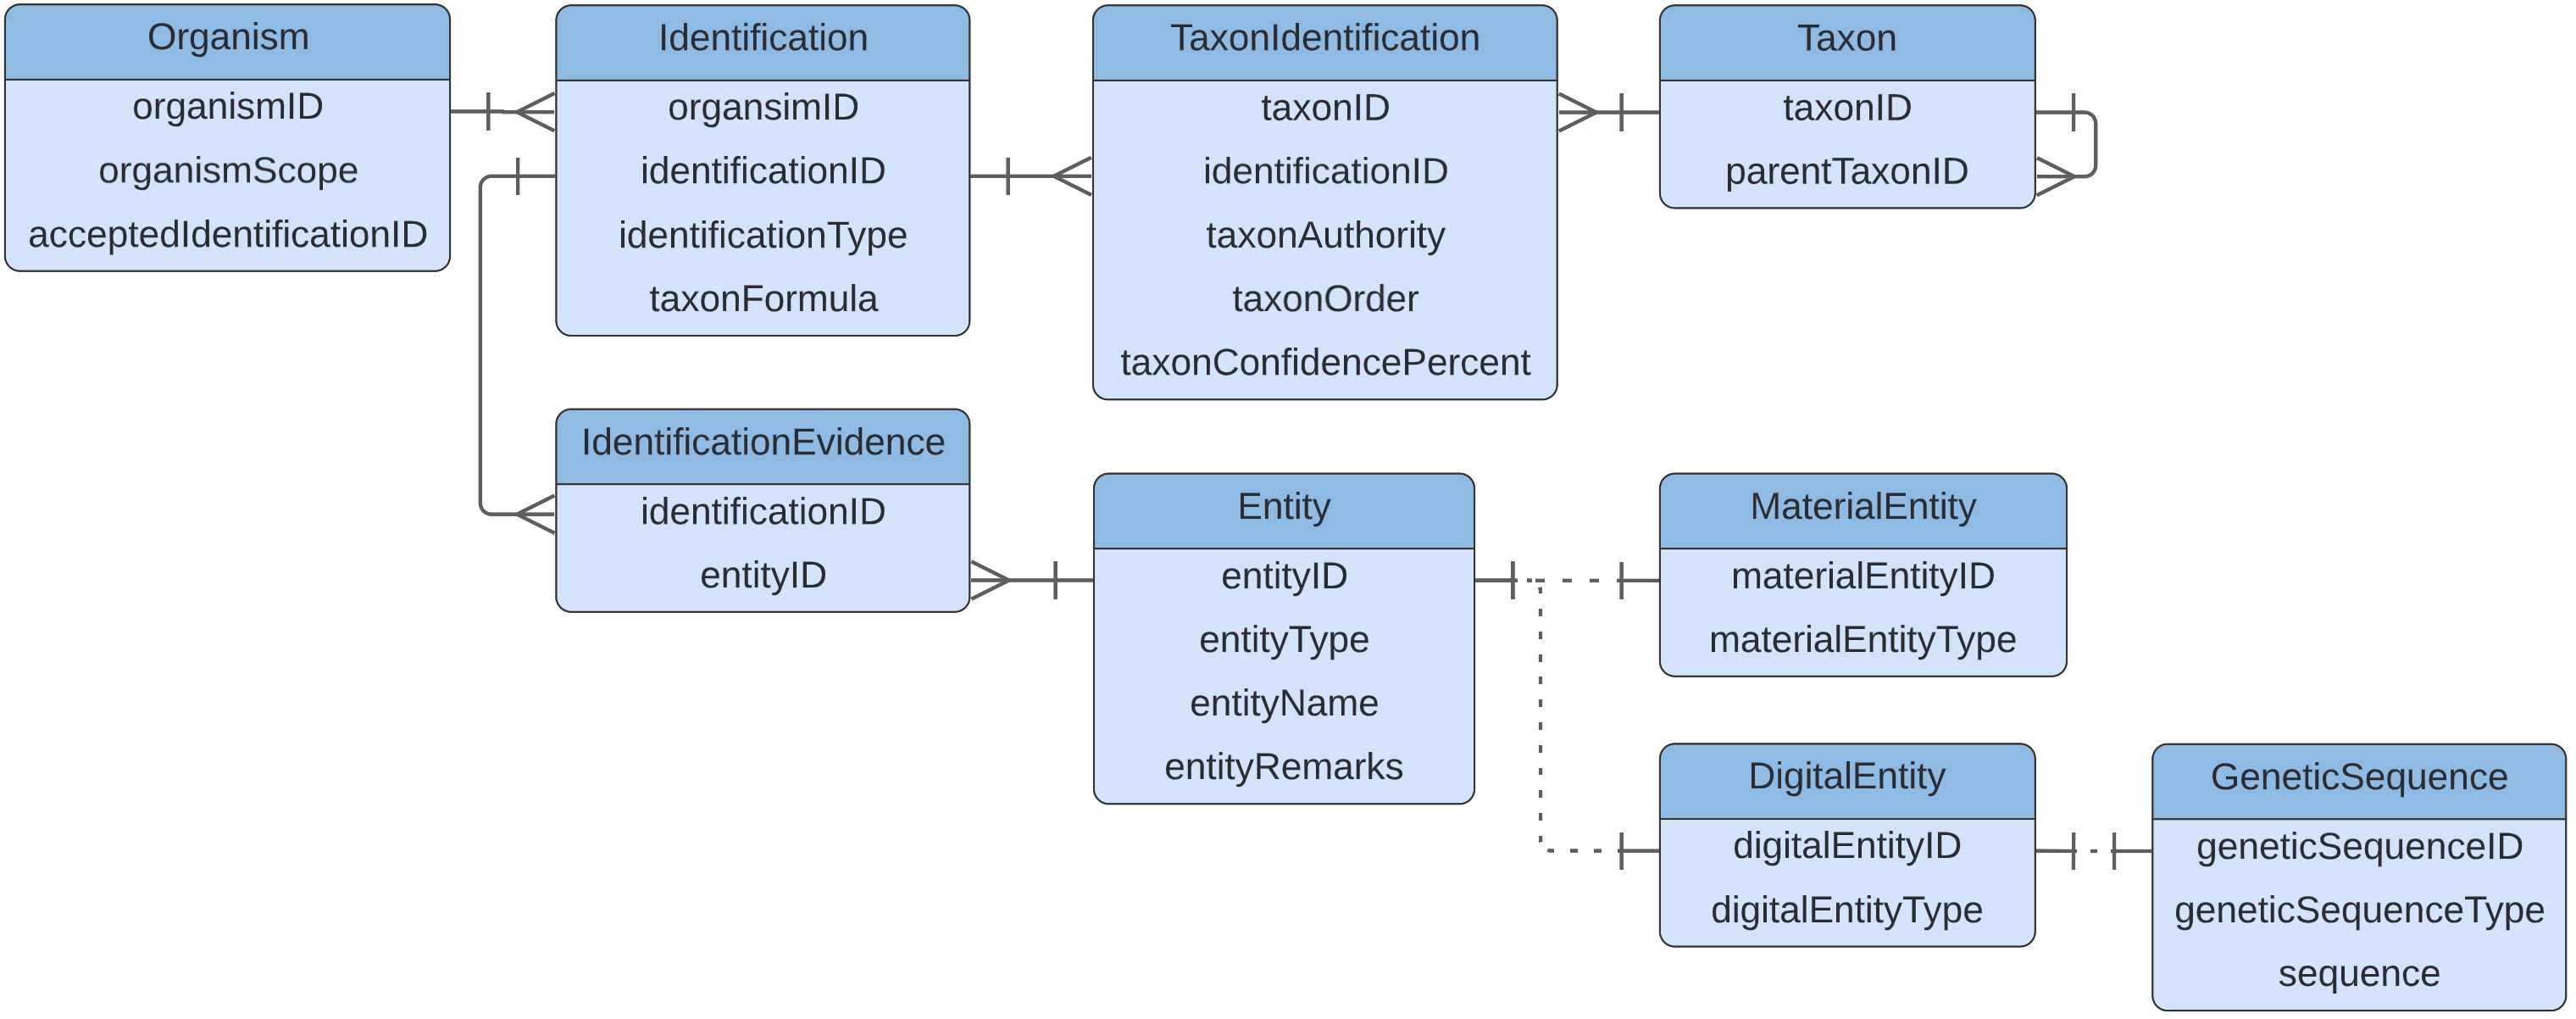 Organism
organismID
organismScope
acceptedIdentificationID
Identification
organsimID
identificationID
identificationType
taxonFormula
TaxonIdentification
taxonID
identificationID
taxonAuthority
taxonOrder
taxonConfidencePercent
Taxon
taxonID
parentTaxonID
IdentificationEvidence
identificationID
entityID
Entity
entityID
entityType
entityName
entityRemarks
MaterialEntity
materialEntityID
materialEntityType
DigitalEntity
digitalEntityID
digitalEntityType
GeneticSequence
geneticSequenceID
geneticSequenceType
sequence